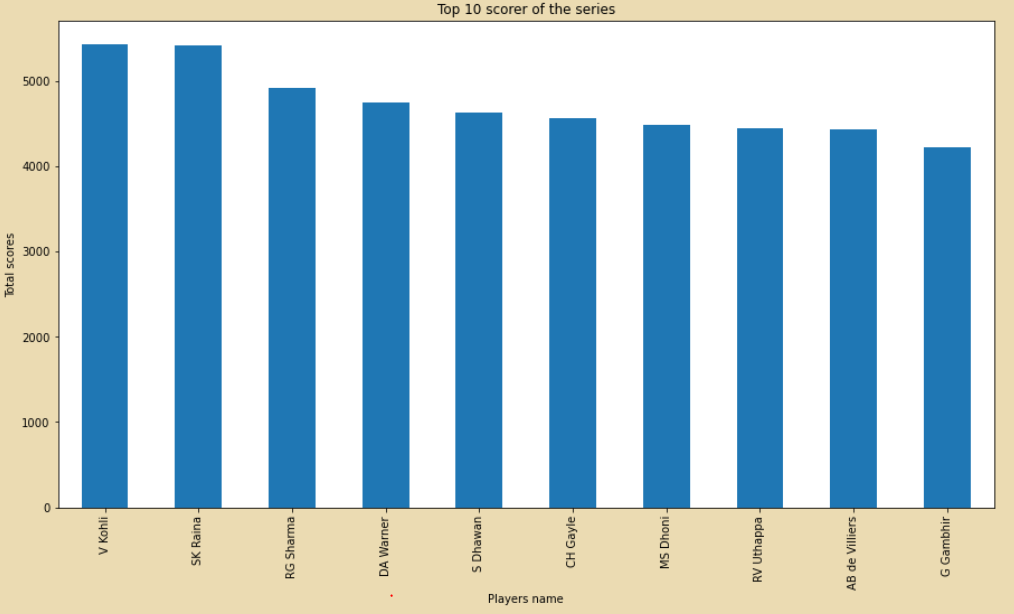 Top 10 scorer of the series
Total scores
5000
4000
3000
2000
1000
0
V Kohli
SK Raina
RG Sharma
DA Warner
S Dhawan
CH Gayle
MS Dhoni
RV Uthappa
AB de Villiers
G Gambhir
Players name